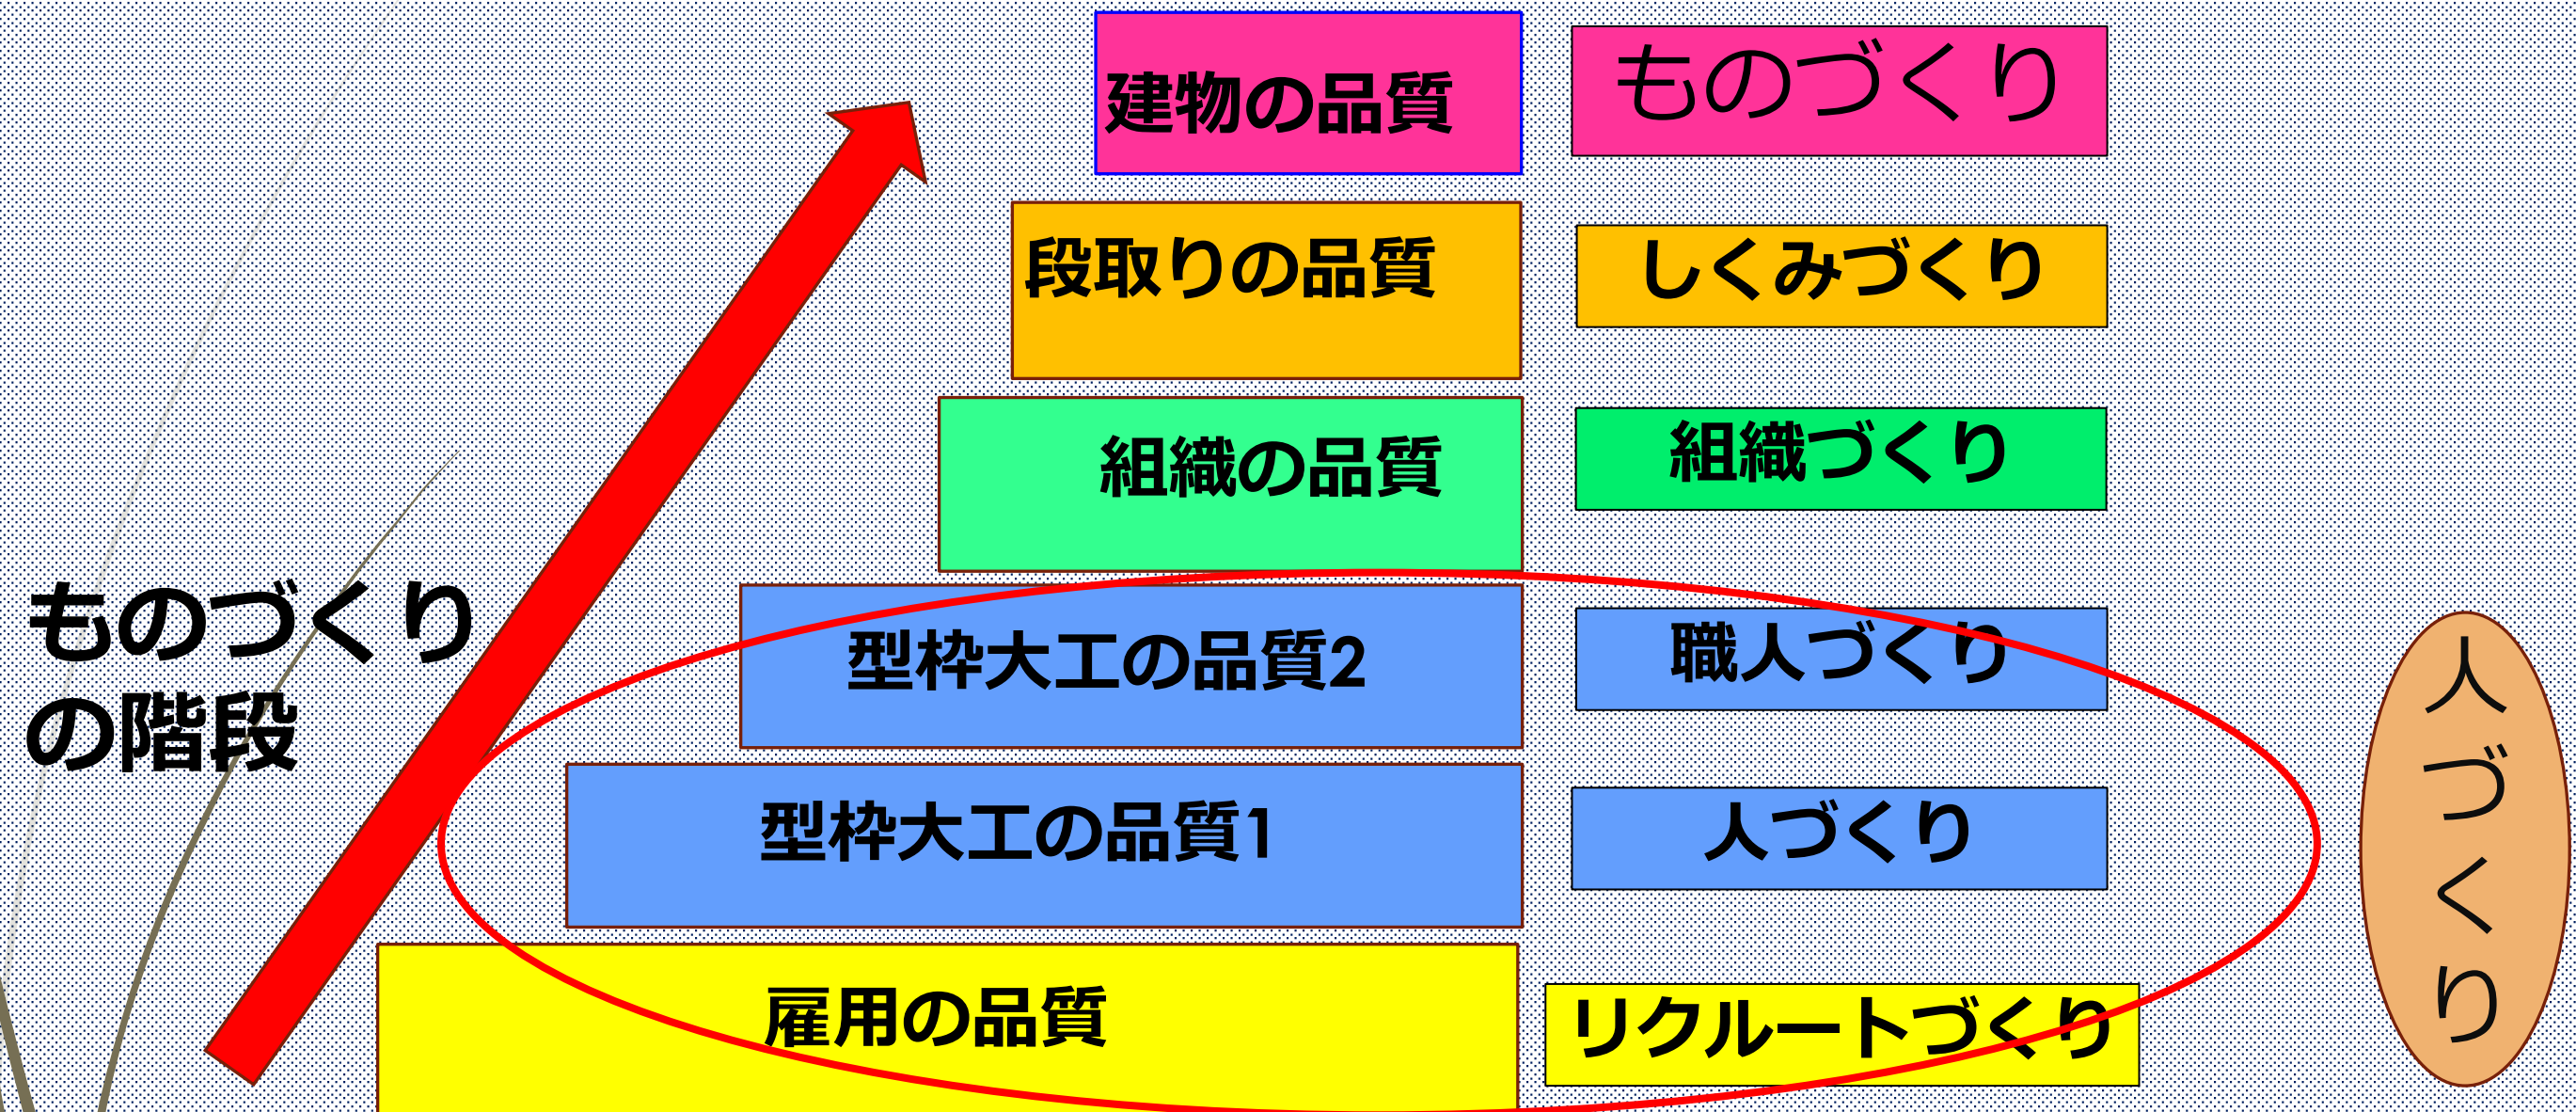 建物の品質
ものづくり
段取りの品質
しくみづくり
組織の品質
組織づくり
ものづくり
の階段
型枠大工の品質2
職人づくり
型枠大工の品質1
人づくり
雇用の品質
リクルートづくり
人づくり